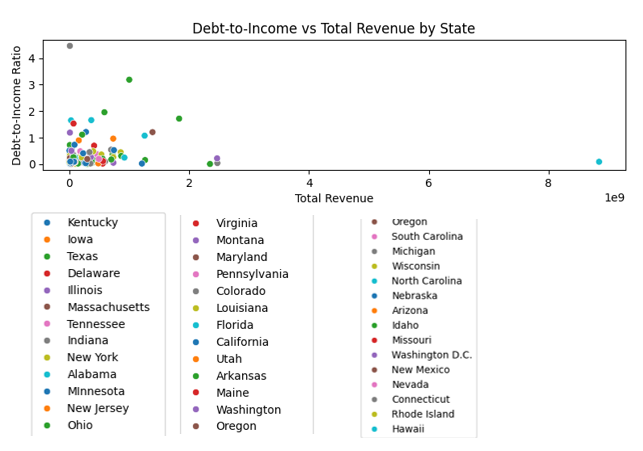 Debt-to-Income vs Total Revenue by State
Debt-to-Income Ratio
4
3
2
1
0
0
2
4
6
8
1e9
Total Revenue
Kentucky
Iowa
Texas
Delaware
Illinois
Massachusetts
Tennessee
Indiana
New York
Alabama
MInnesota
New Jersey
Ohio
Virginia
Montana
Maryland
Pennsylvania
Colorado
Louisiana
Florida
California
Utah
Arkansas
Maine
Washington
Oregon
Oregon
South Carolina
Michigan
Wisconsin
North Carolina
Nebraska
Arizona
Idaho
Missouri
Washington D.C.
New Mexico
Nevada
Connecticut
Rhode Island
Hawaii